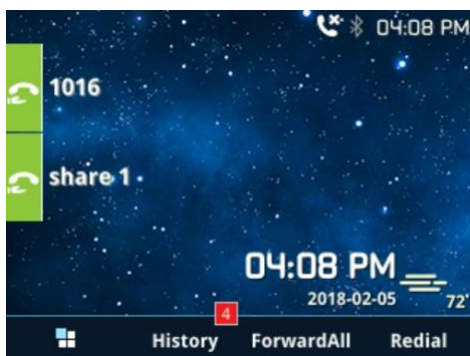 04:08 PM
1016
share 1
04:08 PM
2018-02-05
72°
4
History ForwardAll Redial